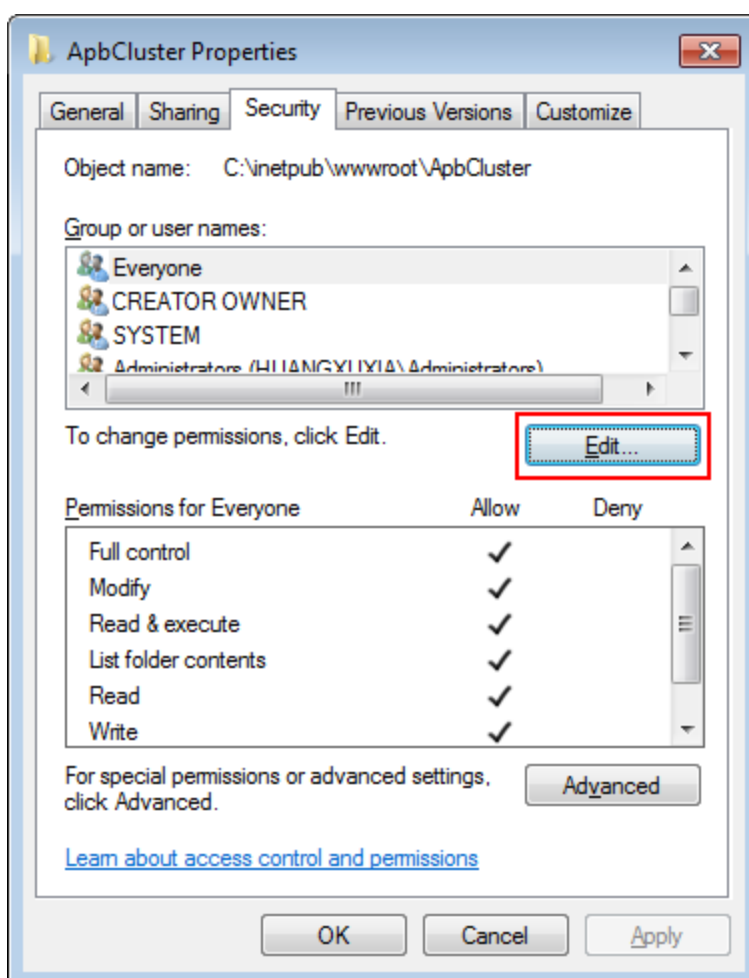 ApbCluster Properties
General Sharing Security Previous Versions Customize
Object name: C:\inetpub\wwwroot\ApbCluster
Group or user names:
Everyone
CREATOR OWNER
SYSTEM
Administrators (HUANGXUXIA\Administrators)
To change permissions, click Edit.
Edit...
Permissions for Everyone Allow Deny
Full control
Modify
Read & execute
List folder contents
Read
Write
For special permissions or advanced settings,
click Advanced.
Advanced
Learn about access control and permissions
OK Cancel Apply